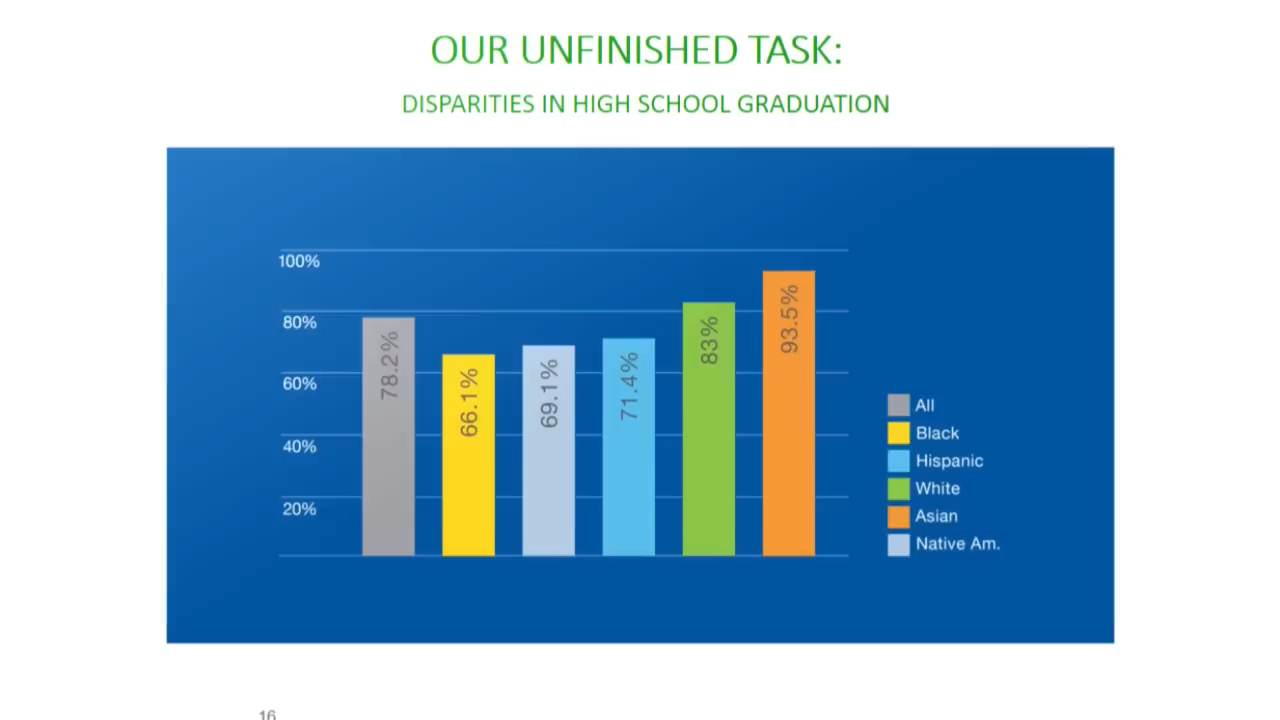 OUR UNFINISHED TASK:
DISPARITIES IN HIGH SCHOOL GRADUATION
100%
80%
60%
40%
20%
78.2%
66.1%
69.1%
71.4%
83%
93.5%
All
Black
Hispanic
White
Asian
Native Am.
16